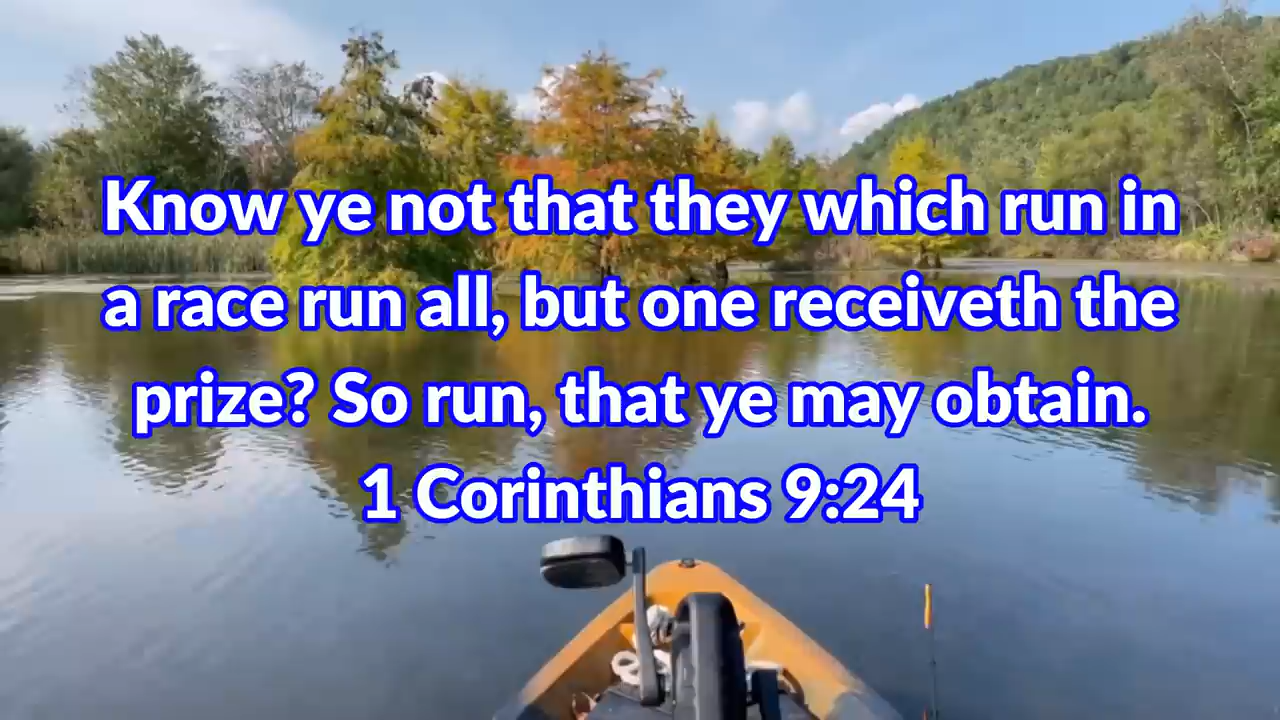 Know ye not that they which run in
a race run all, but one receiveth the
prize? So run, that ye may obtain.
1 Corinthians 9:24